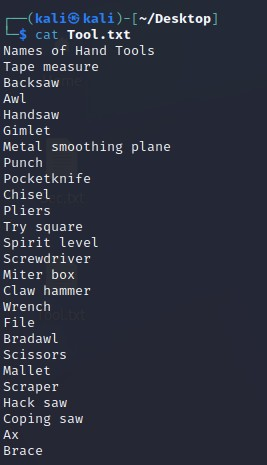 ┌──(kali㉿kali)-[~/Desktop]
└─$ cat Tool.txt
Names of Hand Tools
Tape measure
Backsaw
Awl
Handsaw
Gimlet
Metal smoothing plane
Punch
Pocketknife
Chisel
Pliers
Try square
Spirit level
Screwdriver
Miter box
Claw hammer
Wrench
File
Bradawl
Scissors
Mallet
Scraper
Hack saw
Coping saw
Ax
Brace